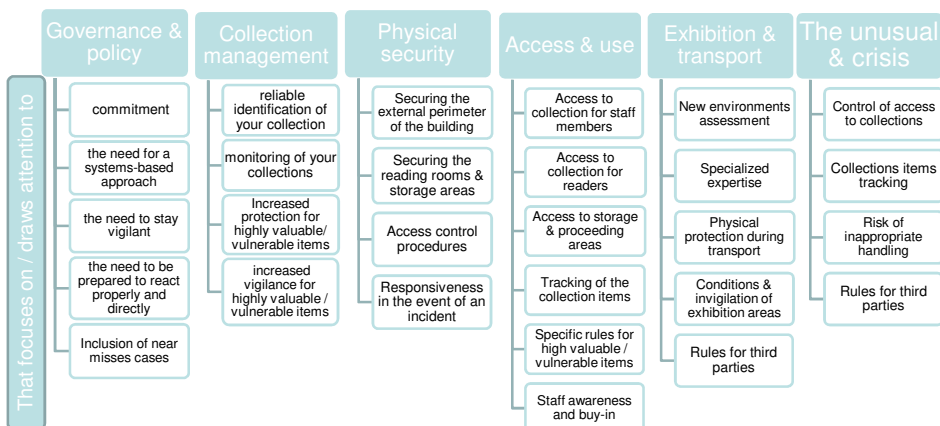 That focuses on / draws attention to
Governance &
policy
commitment
the need for a
systems-based
approach
the need to stay
vigilant
the need to be
prepared to react
properly and
directly
Inclusion of near
misses cases
Collection
management
reliable
identification of
your collection
monitoring of your
collections
Increased
protection for
highly valuable/
vulnerable items
increased
vigilance for
highly valuable /
vulnerable items
Physical
security
Securing the
external perimeter
of the building
Securing the
reading rooms &
storage areas
Access control
procedures
Responsiveness
in the event of an
incident
Access & use
Access to
collection for staff
members
Access to
collection for
readers
Access to storage
& proceeding
areas
Tracking of the
collection items
Specific rules for
high valuable /
vulnerable items
Staff awareness
and buy-in
Exhibition &
transport
New environments
assessment
Specialized
expertise
Physical
protection during
transport
Conditions &
invigilation of
exhibition areas
Rules for third
parties
The unusual
& crisis
Control of access
to collections
Collections items
tracking
Risk of
inappropriate
handling
Rules for third
parties